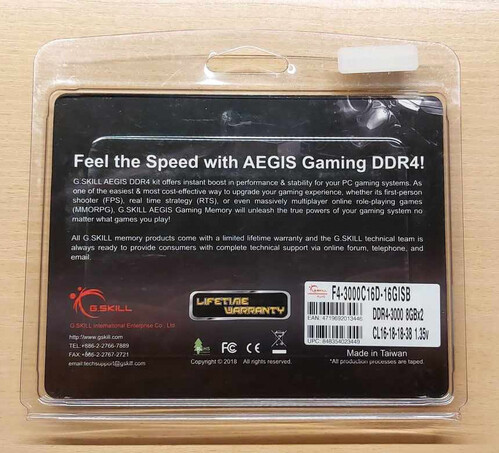 Feel the Speed with AEGIS Gaming DDR4!
G.SKILL AEGIS DDR4 kit offers instant boost in performance & stability for your PC gaming systems. As
one of the easiest & most cost-effective way to upgrade your gaming experience, whether its first-person
shooter (FPS), real time strategy (RTS), or even massively multiplayer online role-playing games
(MMORPG), G.SKILL AEGIS Gaming Memory will unleash the true powers of your gaming system no
matter what games you play!
All G.SKILL memory products come with a limited lifetime warranty and the G.SKILL technical team is
always ready to provide consumers with complete technical support via online forum, telephone, and
email.
G.SKILL
G.SKILL International Enterprise Co., Ltd
http://www.gskill.com
TEL: +886-2-2766-7889
FAX: +886-2-2767-2721
email:techsupport@gskill.com
LIFETIME
WARRANTY
FC CE
Copyright © 2018 All Rights Reserved
F4-3000C16D-16GISB
DDR4-3000 8GBx2
EAN: 4719692013446
CL16-18-18-38 1.35v
UPC: 848354023449
Made in Taiwan
*All production processes are taped.